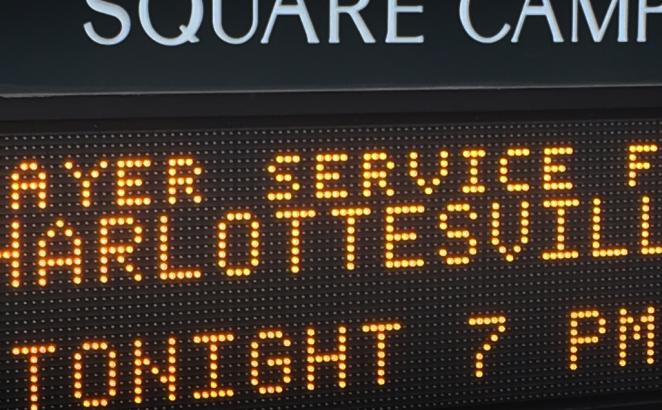 SQUARE CAMP
AYER SERVICE F
HARLOTTESVILL
TONIGHT 7 PM